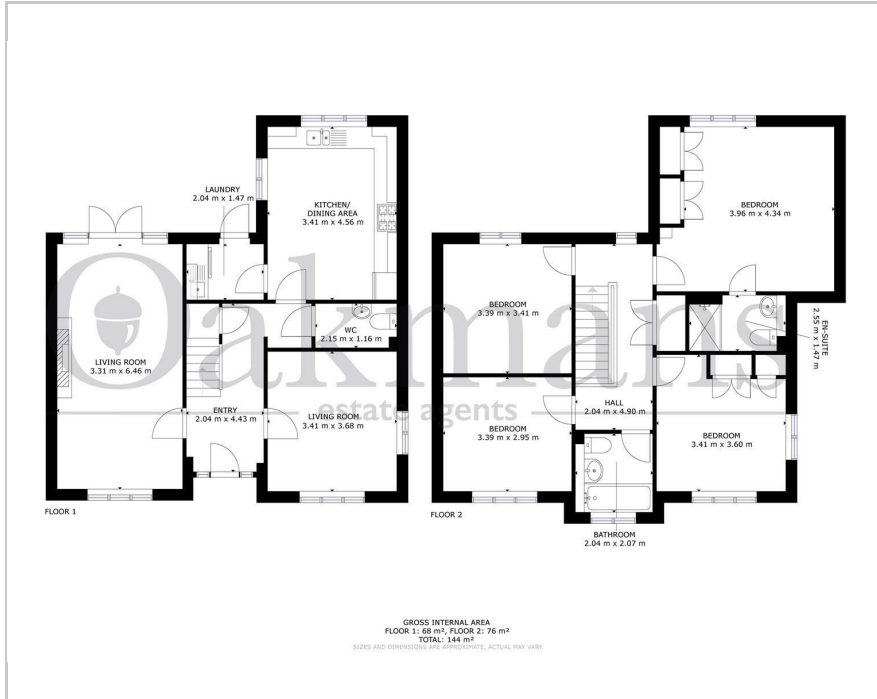 LAUNDRY
2.04 m x 1.47 m
KITCHEN/
DINING AREA
3.41 m x 4.56 m
WC
2.15 m x 1.16 m
LIVING ROOM
3.31 m x 6.46 m
ENTRY
2.04 m x 4.43 m
LIVING ROOM
3.41 m x 3.68 m
FLOOR 1
BEDROOM
3.96 m x 4.34 m
BEDROOM
3.39 m x 3.41 m
EN-SUITE
2.55 m x 1.47 m
HALL
2.04 m x 4.90 m
BEDROOM
3.39 m x 2.95 m
BEDROOM
3.41 m x 3.60 m
FLOOR 2
BATHROOM
2.04 m x 2.07 m
Oakmans
estate agents
GROSS INTERNAL AREA
FLOOR 1: 68 m², FLOOR 2: 76 m²
TOTAL: 144 m²
SIZES AND DIMENSIONS ARE APPROXIMATE, ACTUAL MAY VARY.